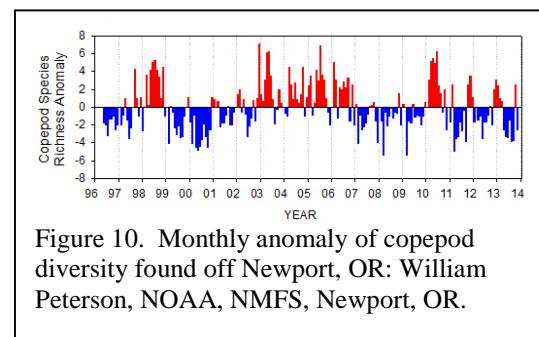 Copepod Species
Richness Anomaly
8
6
4
2
0
-2
-4
-6
-8
96 97 98 99 00 01 02 03 04 05 06 07 08 09 10 11 12 13 14
YEAR
Figure 10. Monthly anomaly of copepod
diversity found off Newport, OR: William
Peterson, NOAA, NMFS, Newport, OR.